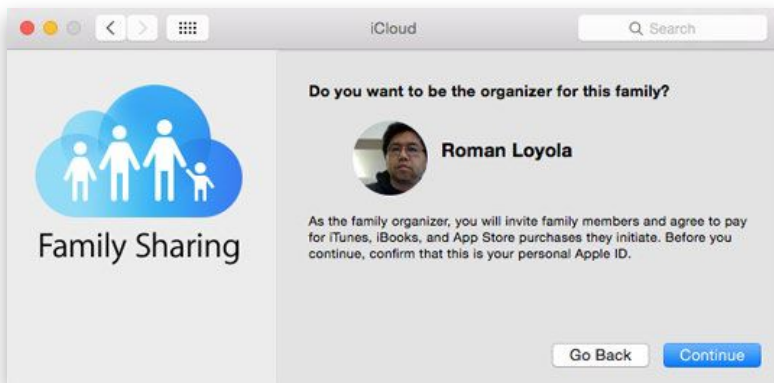 iCloud
Search
Do you want to be the organizer for this family?
Roman Loyola
As the family organizer, you will invite family members and agree to pay
for iTunes, iBooks, and App Store purchases they initiate. Before you
continue, confirm that this is your personal Apple ID.
Family Sharing
Go Back
Continue